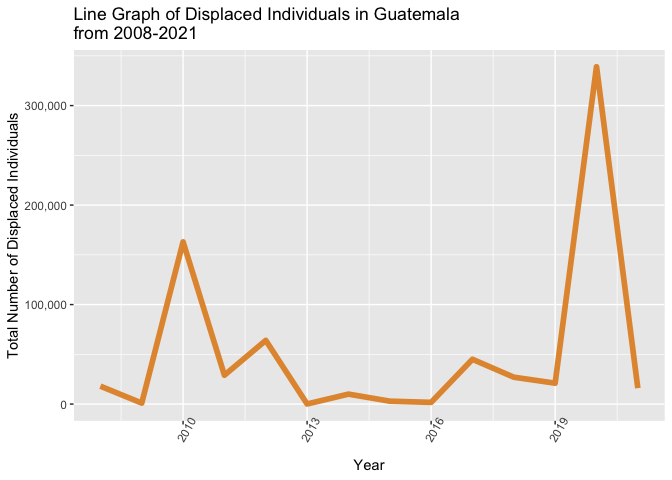 Line Graph of Displaced Individuals in Guatemala
from 2008-2021
Total Number of Displaced Individuals
300,000
200,000
100,000
0
2010
2013
2016
2019
Year